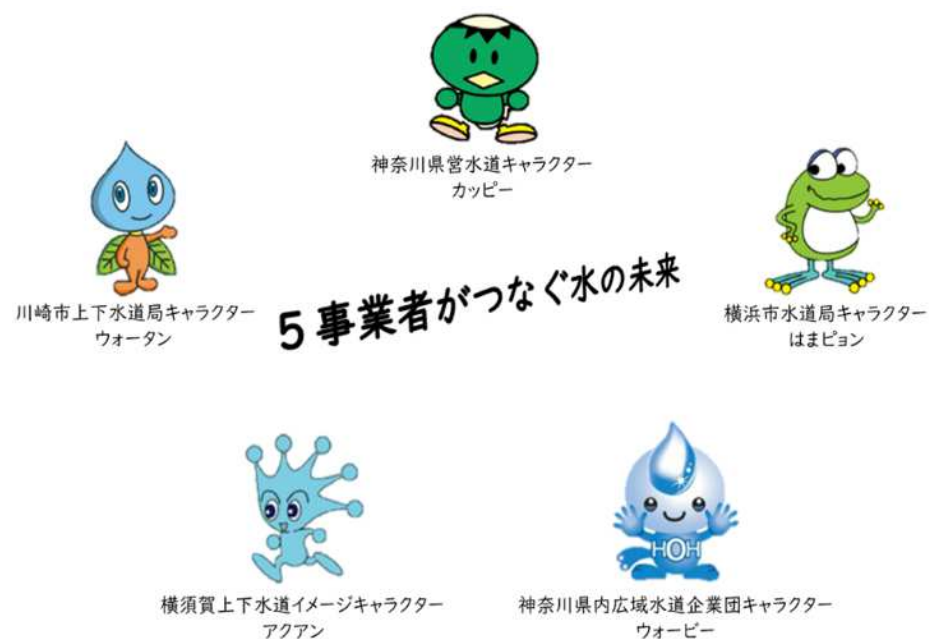 神奈川県営水道キャラクター
カッピー
川崎市上下水道局キャラクター
ウォータン
5事業者がつなぐ水の未来
横浜市水道局キャラクター
はまピョン
横須賀上下水道イメージキャラクター
アクアン
HOH
神奈川県内広域水道企業団キャラクター
ウォーピー